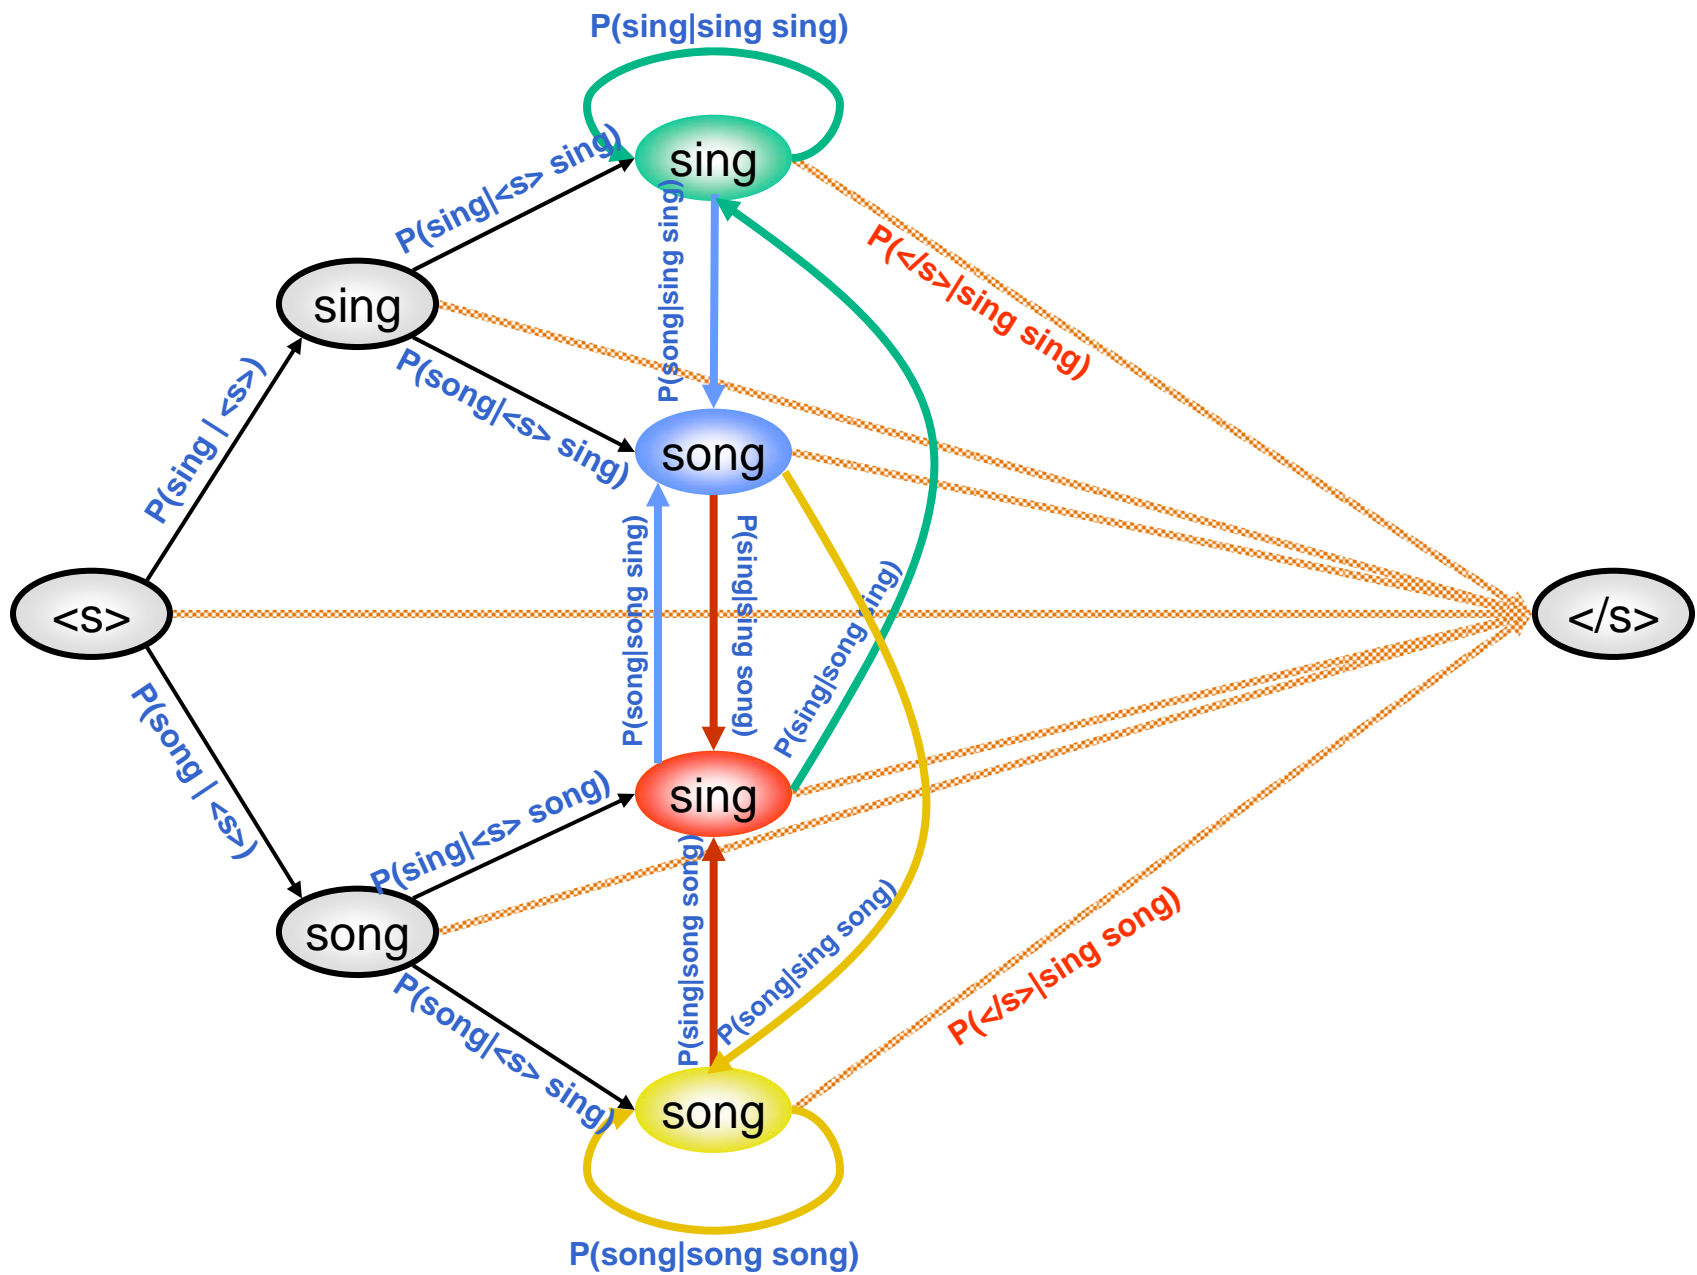 P(sing|sing sing)
sing
P(sing|<s> sing)
P(song|sing sing)
P(</s>|sing sing)
sing
P(song|<s> sing)
P(sing | <s>)
song
P(song|song sing)
P(sing|sing song)
P(sing|song sing)
<s>
</s>
P(song | <s>)
P(sing|<s> song)
sing
song
P(sing|song song)
P(song|sing song)
P(</s>|sing song)
P(song|<s> sing)
song
P(song|song song)